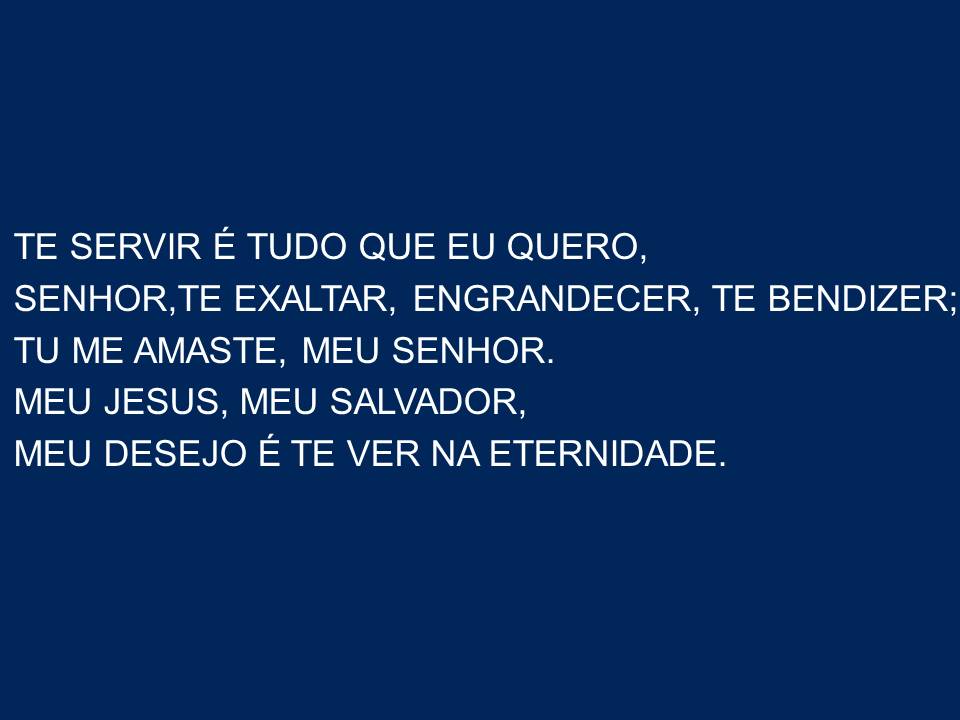 TE SERVIR É TUDO QUE EU QUERO,
SENHOR,TE EXALTAR, ENGRANDECER, TE BENDIZER;
TU ME AMASTE, MEU SENHOR.
MEU JESUS, MEU SALVADOR,
MEU DESEJO É TE VER NA ETERNIDADE.